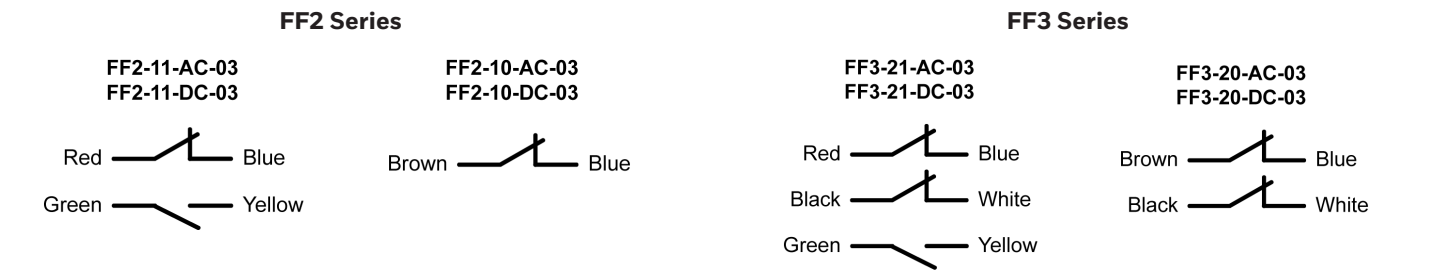 FF2 Series
FF2-11-AC-03
FF2-11-DC-03
Red Blue
Green Yellow
FF2-10-AC-03
FF2-10-DC-03
Brown Blue
FF3 Series
FF3-21-AC-03
FF3-21-DC-03
Red Blue
Black White
Green Yellow
FF3-20-AC-03
FF3-20-DC-03
Brown Blue
Black White